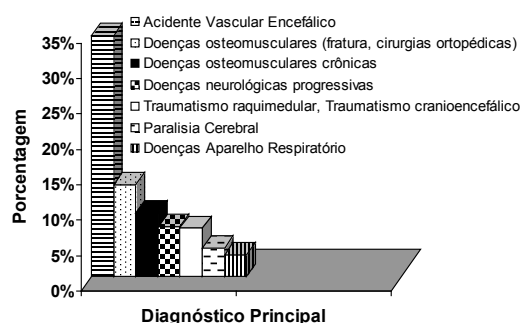 Acidente Vascular Encefálico
Doenças osteomusculares (fratura, cirurgias ortopédicas)
Doenças osteomusculares crônicas
Doenças neurológicas progressivas
Traumatismo raquimedular, Traumatismo cranioencefálico
Paralisia Cerebral
Doenças Aparelho Respiratório
Porcentagem
35%
30%
25%
20%
15%
10%
5%
0%
Diagnóstico Principal